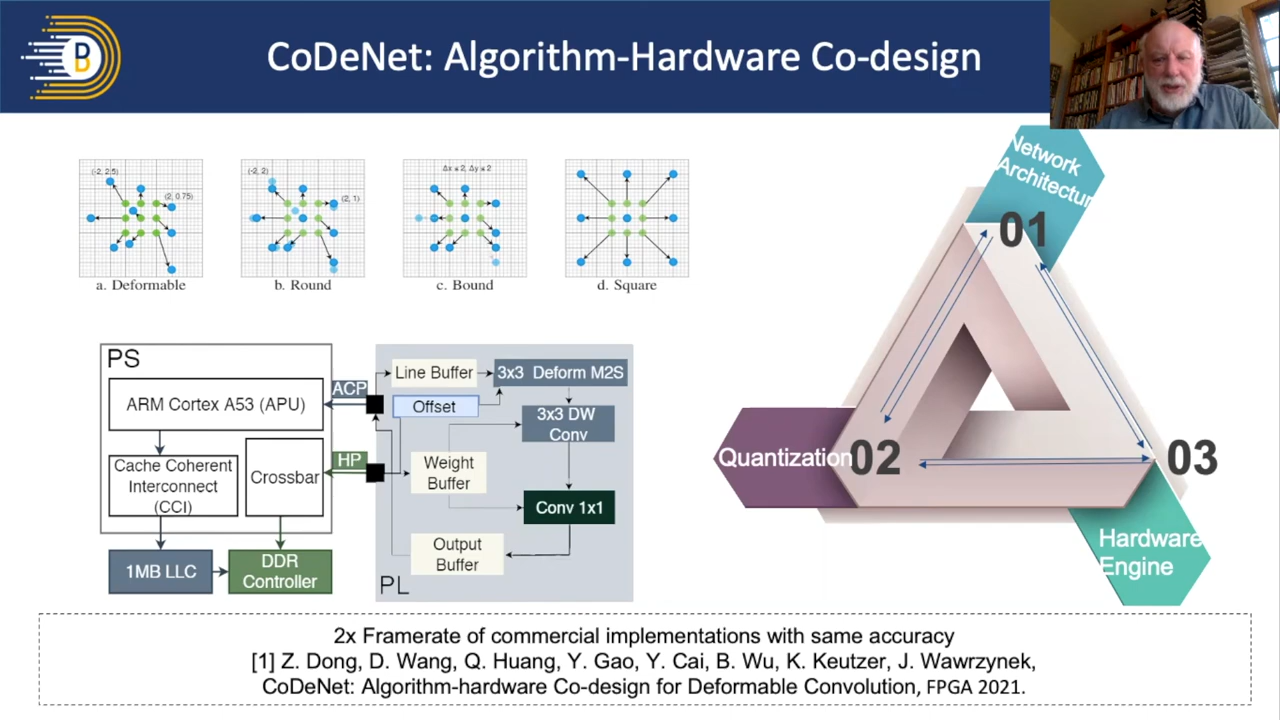 CoDeNet: Algorithm-Hardware Co-design
(-2, 2.5)
(2, 0.75)
a. Deformable
(-2, 2)
(2, 1)
b. Round
Δx ≤ 2, Δy ≤ 2
c. Bound
d. Square
PS
ARM Cortex A53 (APU)
Cache Coherent
Interconnect
(CCI)
Crossbar
1MB LLC
DDR
Controller
ACP
HP
Line Buffer
3x3 Deform M2S
Offset
3x3 DW
Conv
Weight
Buffer
Conv 1x1
Output
Buffer
PL
Network
Architectur
01
Quantization
02
03
Hardware
Engine
2x Framerate of commercial implementations with same accuracy
[1] Z. Dong, D. Wang, Q. Huang, Y. Gao, Y. Cai, B. Wu, K. Keutzer, J. Wawrzynek,
CoDeNet: Algorithm-hardware Co-design for Deformable Convolution, FPGA 2021.
D
B